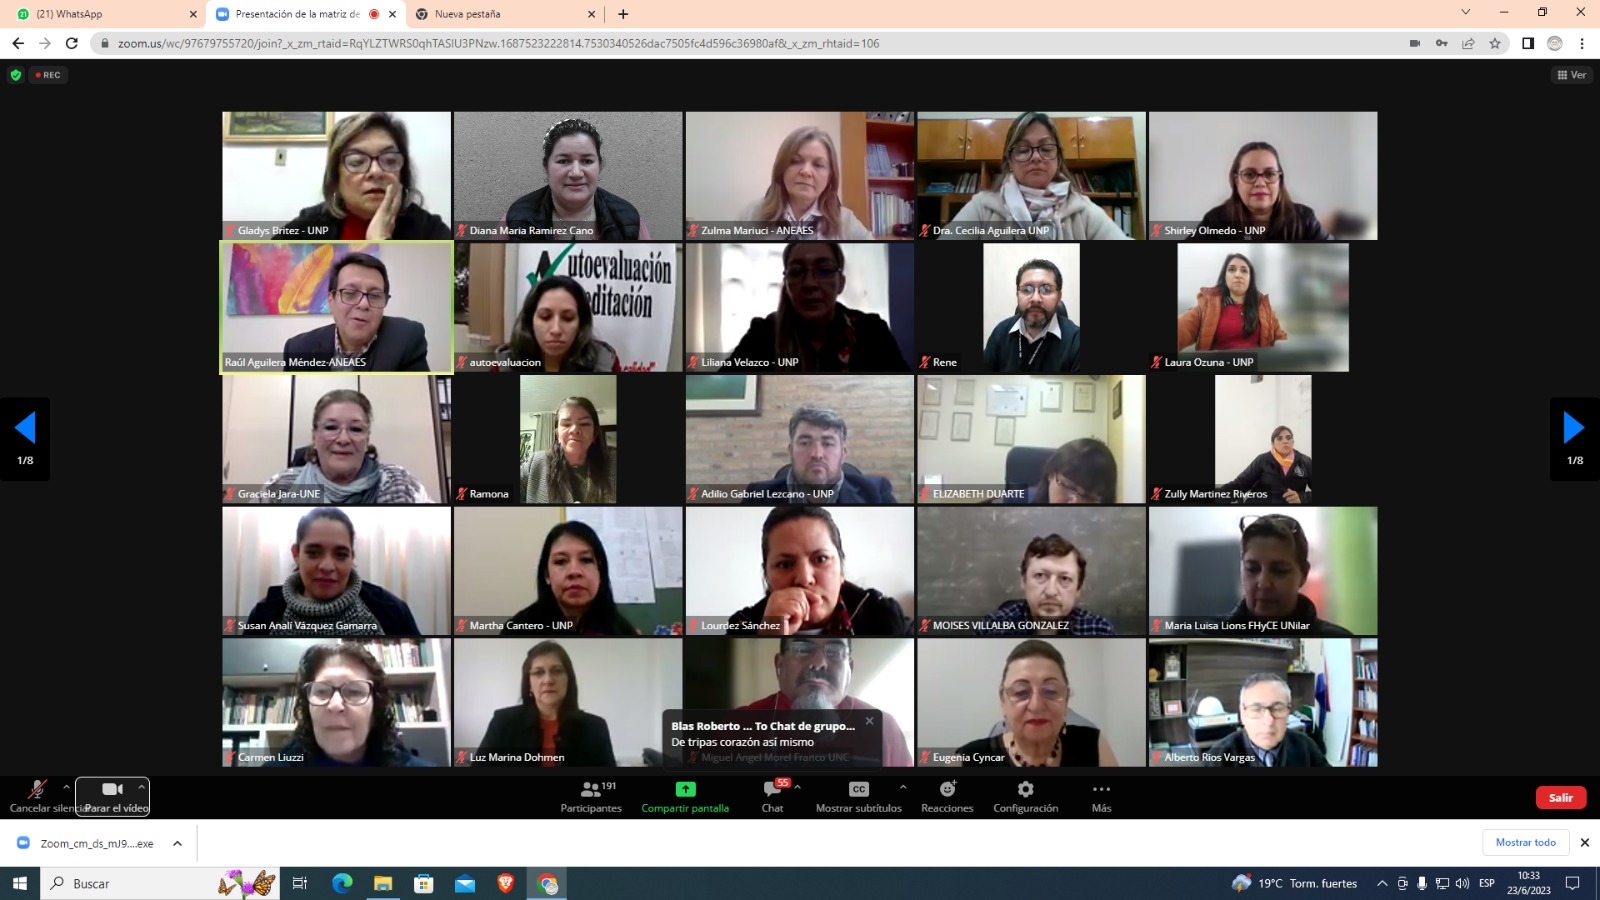 (21) WhatsApp
Presentación de la matriz de
Nueva pestaña
zoom.us/wc/97679755720/join?_x_zm_rtaid=RqYLZTWRS0qhTASlU3PNzw.1687523222814.7530340526dac7505fc4d596c36980af&_x_zm_rhtaid=106
REC
Ver
Gladys Britez - UNP
Diana Maria Ramirez Cano
Zulma Mariuci - ANEAES
Dra. Cecilia Aguilera UNP
Shirley Olmedo - UNP
utoevaluación
editación
Raúl Aguilera Méndez-ANEAES
autoevaluacion
Liliana Velazco - UNP
Rene
Laura Ozuna - UNP
1/8
1/8
Graciela Jara-UNE
Ramona
Adilio Gabriel Lezcano - UNP
ELIZABETH DUARTE
Zully Martinez Riveros
Susan Analí Vázquez Gamarra
Martha Cantero - UNP
Lourdez Sánchez
MOISES VILLALBA GONZALEZ
Maria Luisa Lions FHyCE UNilar
Blas Roberto ... To Chat de grupo...
De tripas corazón así mismo
Carmen Liuzzi
Luz Marina Dohmen
Miguel Angel Morel Franco UNC
Eugenia Cyncar
Alberto Ríos Vargas
191
55
CC
Cancelar silenci
Parar el vídeo
Participantes
Compartir pantalla
Chat
Mostrar subtítulos
Reacciones
Configuración
Más
Salir
Zoom_cm_ds_mJ9....exe
Mostrar todo
Buscar
19°C Torm. fuertes
ESP
10:33
23/6/2023